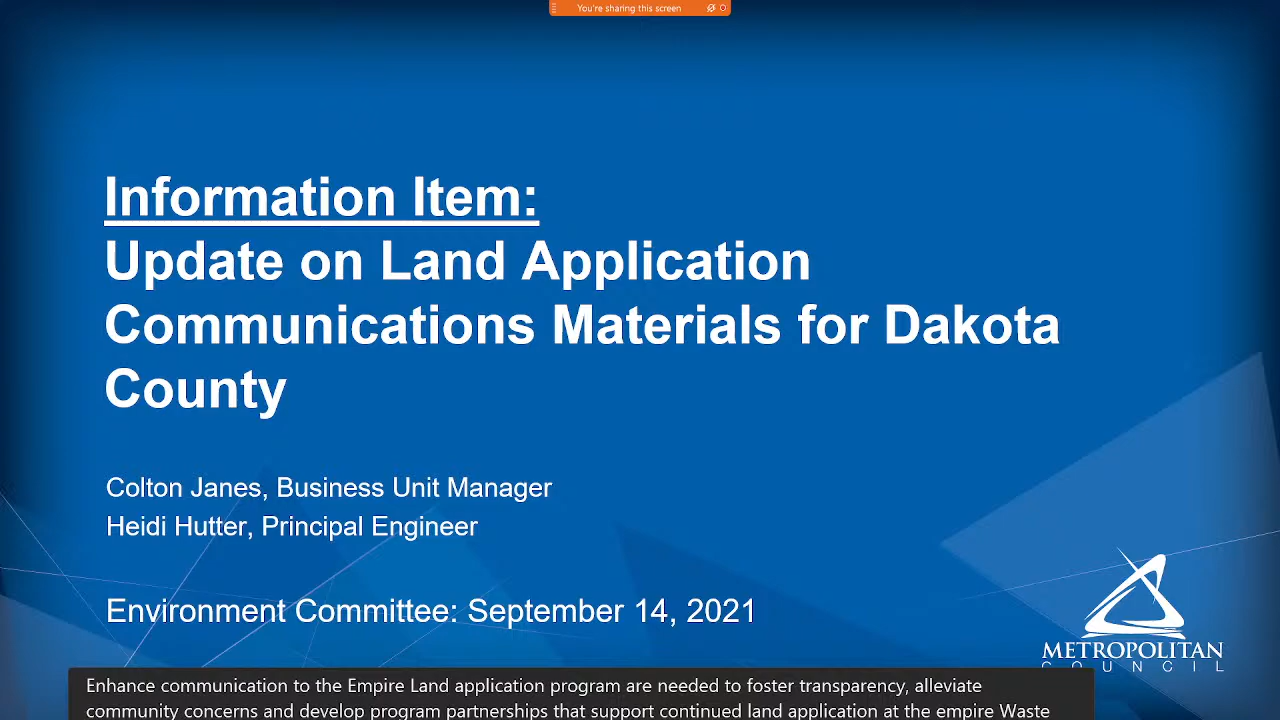 You're sharing this screen
Information Item:
Update on Land Application
Communications Materials for Dakota
County
Colton Janes, Business Unit Manager
Heidi Hutter, Principal Engineer
Environment Committee: September 14, 2021
METROPOLITAN
COUNCIL
Enhance communication to the Empire Land application program are needed to foster transparency, alleviate
community concerns and develop program partnerships that support continued land application at the empire Waste